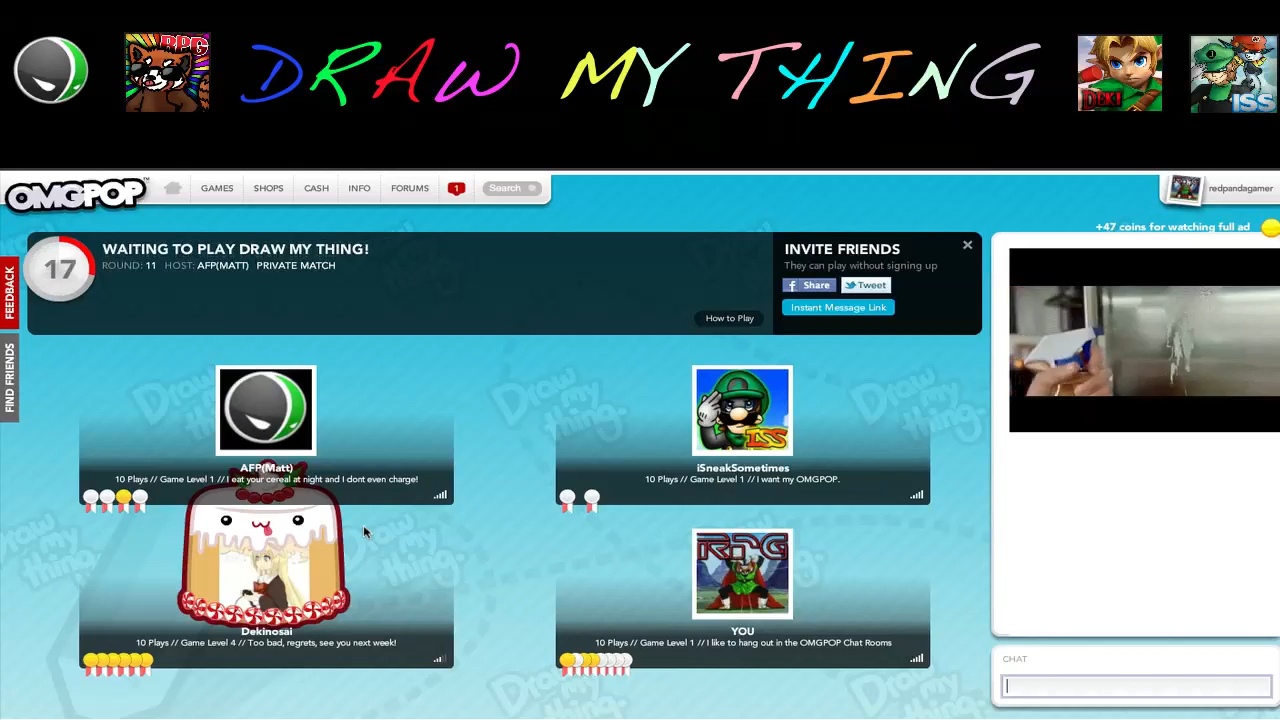 RPG
DRAW MY THING
DEKI
ISS
OMGPOP™
GAMES
SHOPS
CASH
INFO
FORUMS
1
Search
redpandagamer
+47 coins for watching full ad
FEEDBACK
FIND FRIENDS
17
WAITING TO PLAY DRAW MY THING!
ROUND: 11 HOST: AFP(MATT) PRIVATE MATCH
How to Play
INVITE FRIENDS
They can play without signing up
Share
Tweet
Instant Message Link
AFP(Matt)
10 Plays // Game Level 1 // I eat your cereal at night and I dont even charge!
ISS
iSneakSometimes
10 Plays // Game Level 1 // I want my OMGPOP.
Dekinosai
10 Plays // Game Level 4 // Too bad, regrets, see you next week!
RPG
YOU
10 Plays // Game Level 1 // I like to hang out in the OMGPOP Chat Rooms
Draw my thing
CHAT